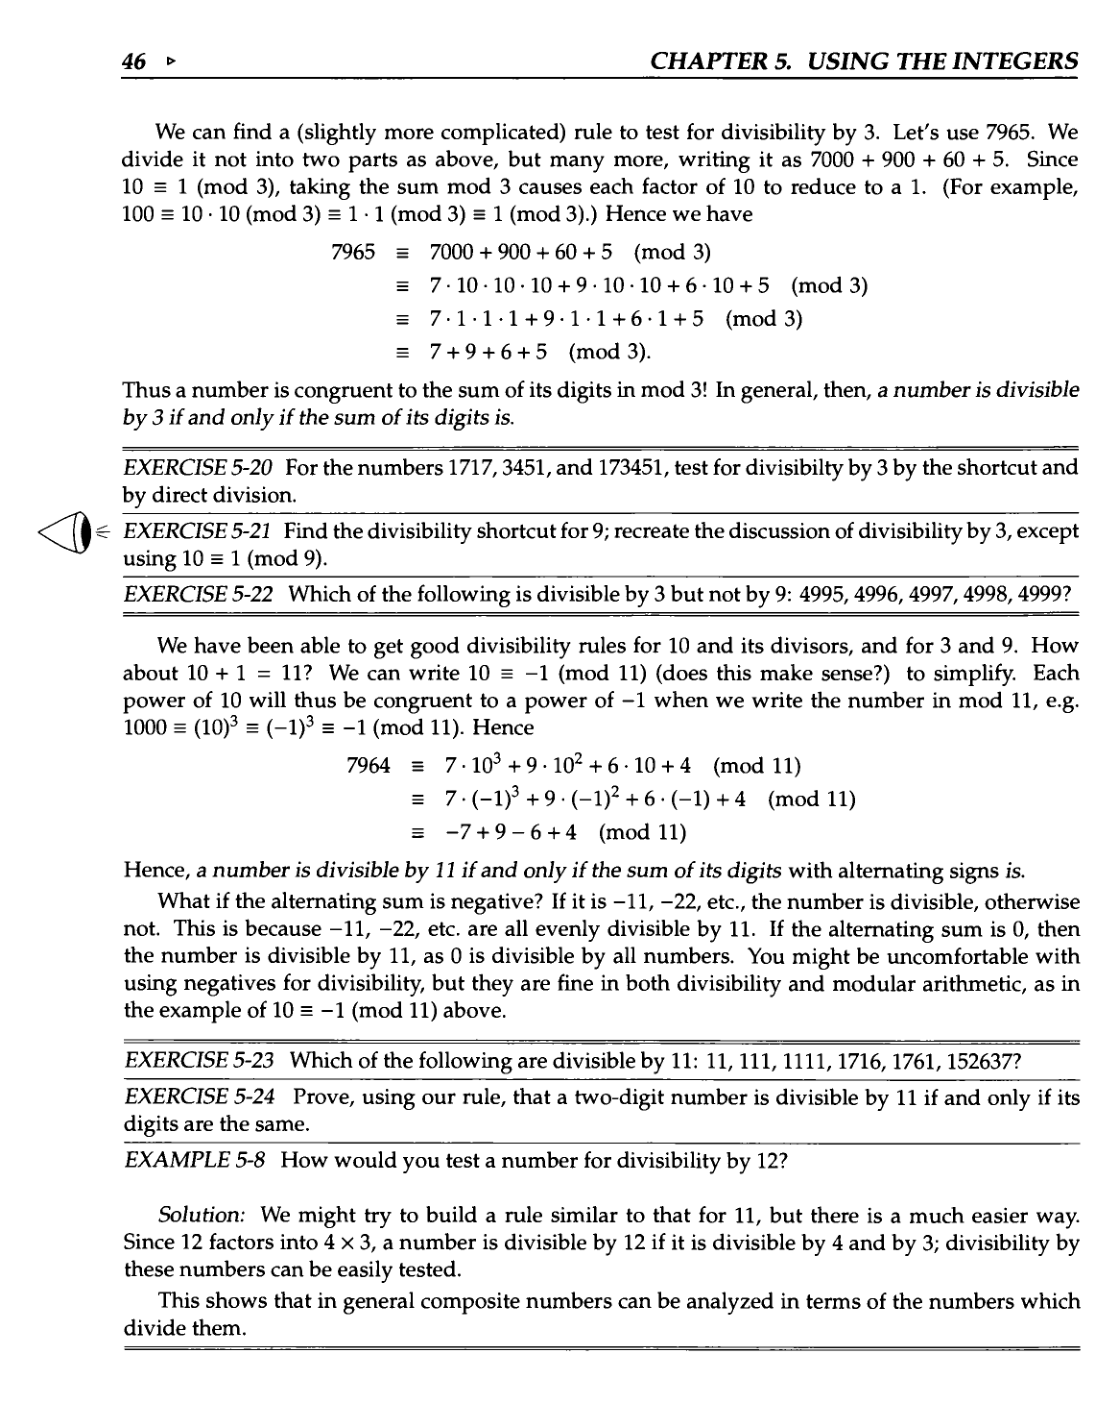 46 ▹ CHAPTER 5. USING THE INTEGERS
We can find a (slightly more complicated) rule to test for divisibility by 3. Let's use 7965. We
divide it not into two parts as above, but many more, writing it as 7000 + 900 + 60 + 5. Since
10 ≡ 1 (mod 3), taking the sum mod 3 causes each factor of 10 to reduce to a 1. (For example,
100 ≡ 10 · 10 (mod 3) ≡ 1 · 1 (mod 3) ≡ 1 (mod 3).) Hence we have
7965 ≡ 7000 + 900 + 60 + 5 (mod 3)
≡ 7 · 10 · 10 · 10 + 9 · 10 · 10 + 6 · 10 + 5 (mod 3)
≡ 7 · 1 · 1 · 1 + 9 · 1 · 1 + 6 · 1 + 5 (mod 3)
≡ 7 + 9 + 6 + 5 (mod 3).
Thus a number is congruent to the sum of its digits in mod 3! In general, then, a number is divisible
by 3 if and only if the sum of its digits is.
EXERCISE 5-20 For the numbers 1717, 3451, and 173451, test for divisibilty by 3 by the shortcut and
by direct division.
EXERCISE 5-21 Find the divisibility shortcut for 9; recreate the discussion of divisibility by 3, except
using 10 ≡ 1 (mod 9).
EXERCISE 5-22 Which of the following is divisible by 3 but not by 9: 4995, 4996, 4997, 4998, 4999?
We have been able to get good divisibility rules for 10 and its divisors, and for 3 and 9. How
about 10 + 1 = 11? We can write 10 ≡ −1 (mod 11) (does this make sense?) to simplify. Each
power of 10 will thus be congruent to a power of −1 when we write the number in mod 11, e.g.
1000 ≡ (10)³ ≡ (−1)³ ≡ −1 (mod 11). Hence
7964 ≡ 7 · 10³ + 9 · 10² + 6 · 10 + 4 (mod 11)
≡ 7 · (−1)³ + 9 · (−1)² + 6 · (−1) + 4 (mod 11)
≡ −7 + 9 − 6 + 4 (mod 11)
Hence, a number is divisible by 11 if and only if the sum of its digits with alternating signs is.
What if the alternating sum is negative? If it is −11, −22, etc., the number is divisible, otherwise
not. This is because −11, −22, etc. are all evenly divisible by 11. If the alternating sum is 0, then
the number is divisible by 11, as 0 is divisible by all numbers. You might be uncomfortable with
using negatives for divisibility, but they are fine in both divisibility and modular arithmetic, as in
the example of 10 ≡ −1 (mod 11) above.
EXERCISE 5-23 Which of the following are divisible by 11: 11, 111, 1111, 1716, 1761, 152637?
EXERCISE 5-24 Prove, using our rule, that a two-digit number is divisible by 11 if and only if its
digits are the same.
EXAMPLE 5-8 How would you test a number for divisibility by 12?
Solution: We might try to build a rule similar to that for 11, but there is a much easier way.
Since 12 factors into 4 × 3, a number is divisible by 12 if it is divisible by 4 and by 3; divisibility by
these numbers can be easily tested.
This shows that in general composite numbers can be analyzed in terms of the numbers which
divide them.